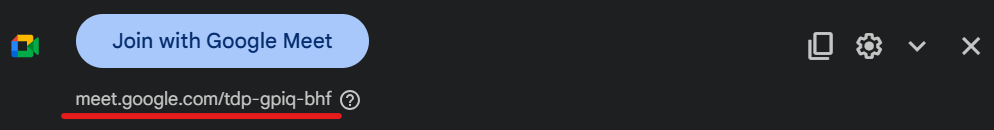 Join with Google Meet
meet.google.com/tdp-gpiq-bhf